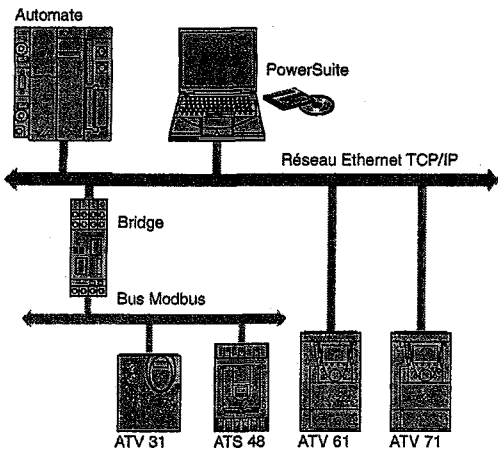 Automate
PowerSuite
Réseau Ethernet TCP/IP
Bridge
Bus Modbus
ATV 31
ATS 48
ATV 61
ATV 71